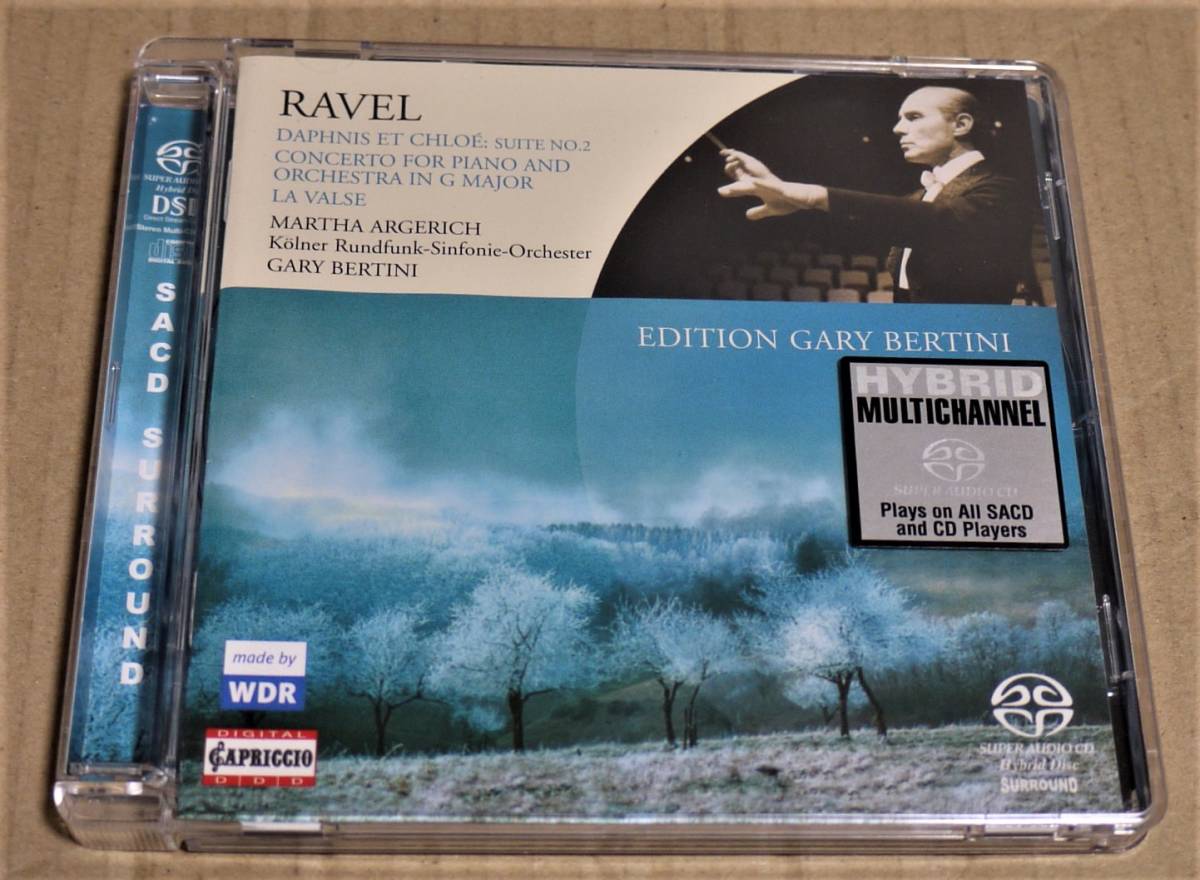 RAVEL
DAPHNIS ET CHLOÉ: SUITE NO.2
CONCERTO FOR PIANO AND
ORCHESTRA IN G MAJOR
LA VALSE
MARTHA ARGERICH
Kölner Rundfunk-Sinfonie-Orchester
GARY BERTINI
EDITION GARY BERTINI
HYBRID
MULTICHANNEL
SUPER AUDIO CD
Plays on All SACD
and CD Players
made by
WDR
DIGITAL
CAPRICCIO
D D D
SUPER AUDIO CD
Hybrid Disc
SURROUND
SACD SURROUND